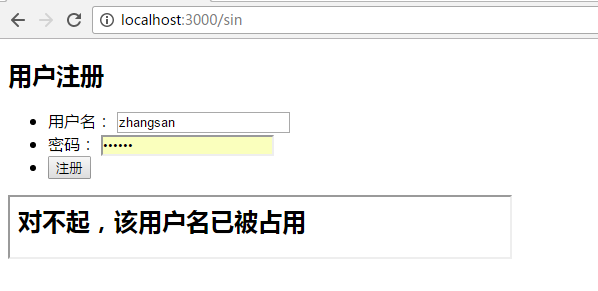 localhost:3000/sin
用户注册
用户名： zhangsan
密码： ••••••
注册
对不起，该用户名已被占用